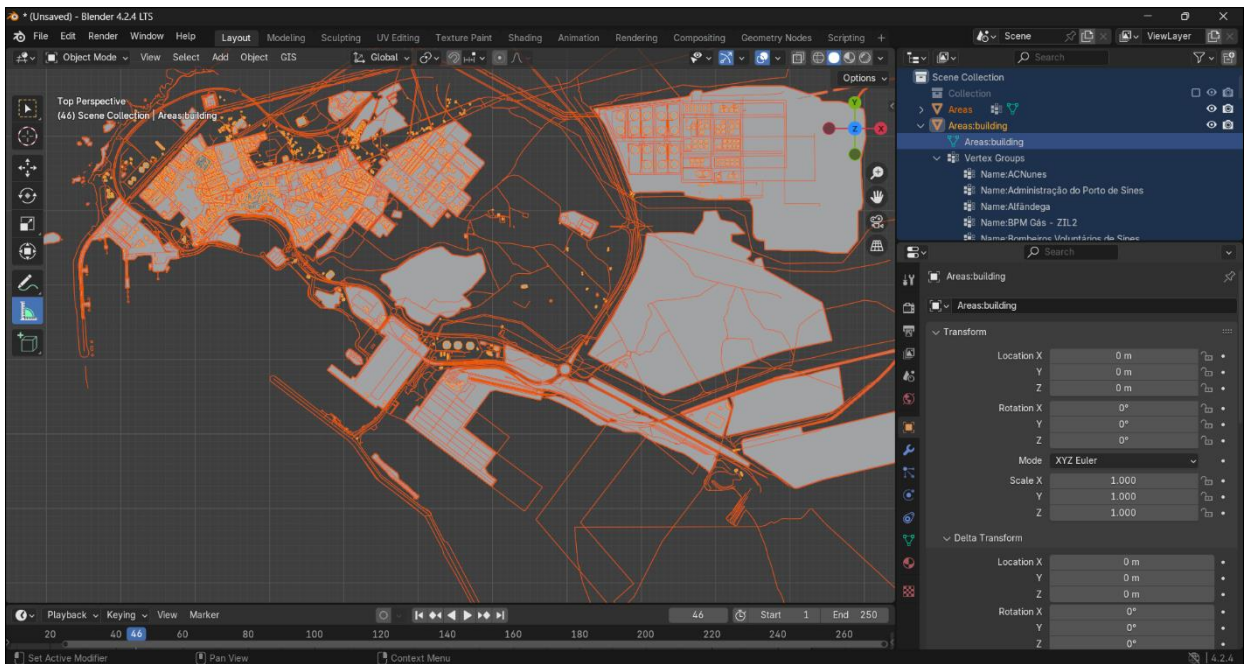 * (Unsaved) - Blender 4.2.4 LTS
File Edit Render Window Help Layout Modeling Sculpting UV Editing Texture Paint Shading Animation Rendering Compositing Geometry Nodes Scripting + Scene ViewLayer
Object Mode View Select Add Object GIS Global Search
Options
Top Perspective
(46) Scene Collection | Areas:building
Y
Z
X
Scene Collection
Collection
Areas
Areas:building
Areas:building
Vertex Groups
Name:ACNunes
Name:Administração do Porto de Sines
Name:Alfândega
Name:BPM Gás - ZIL2
Name:Bombeiros Voluntários de Sines
Search
Areas:building
Areas:building
Transform
Location X 0 m
Y 0 m
Z 0 m
Rotation X 0°
Y 0°
Z 0°
Mode XYZ Euler
Scale X 1.000
Y 1.000
Z 1.000
Delta Transform
Location X 0 m
Y 0 m
Z 0 m
Rotation X 0°
Y 0°
Z 0°
Playback Keying View Marker 46 Start 1 End 250
20 40 46 60 80 100 120 140 160 180 200 220 240 260
Set Active Modifier Pan View Context Menu 4.2.4